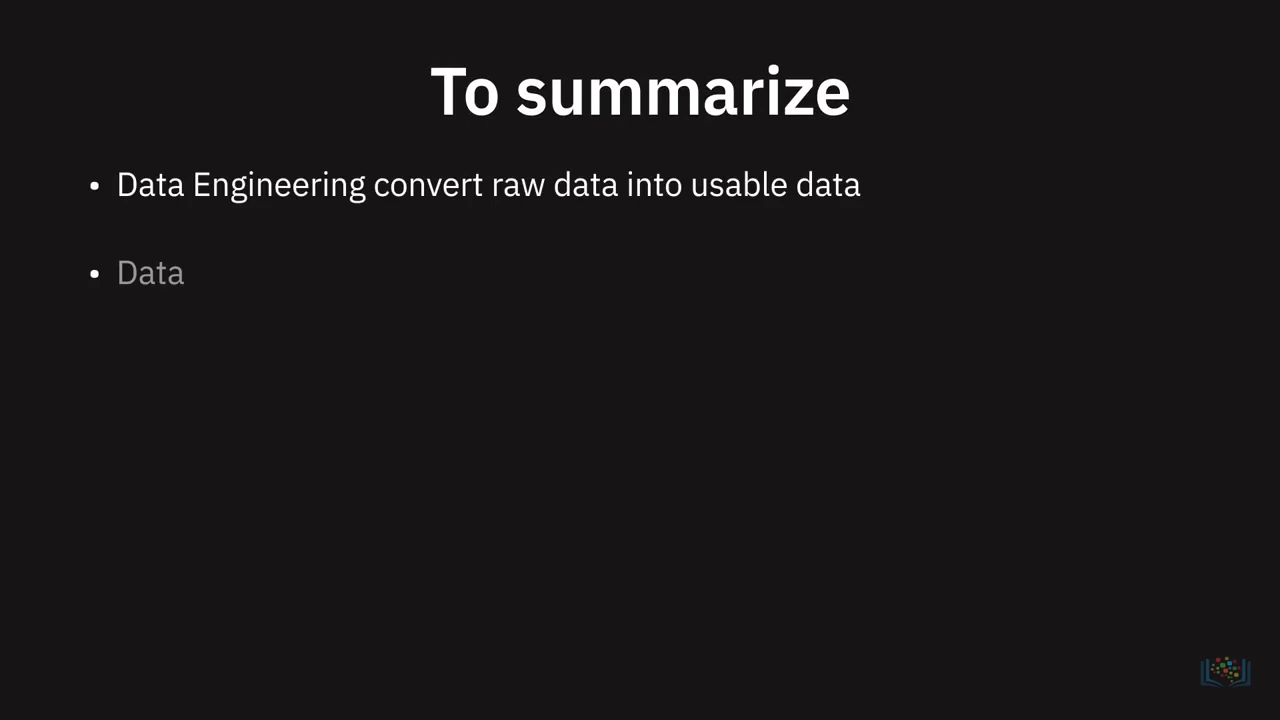 To summarize
• Data Engineering convert raw data into usable data
• Data